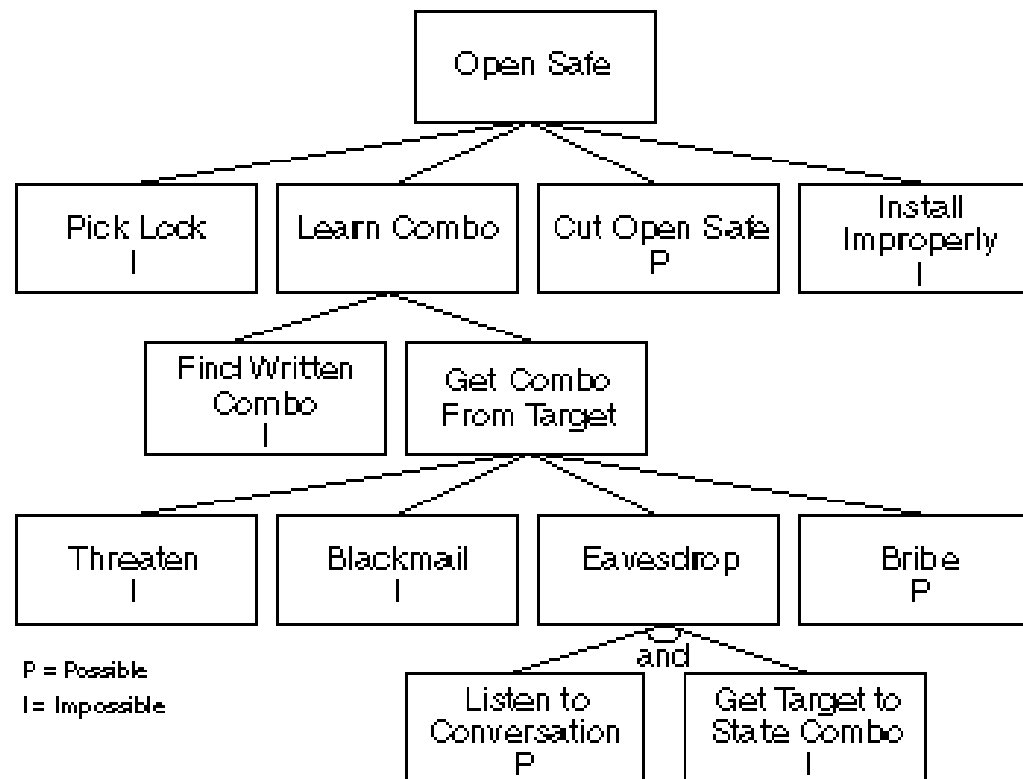 Open Safe
Pick Lock
I
Learn Combo
Cut Open Safe
P
Install
Improperly
I
Find Written
Combo
I
Get Combo
From Target
Threaten
I
Blackmail
I
Eavesdrop
Bribe
P
and
P = Possible
I = Impossible
Listen to
Conversation
P
Get Target to
State Combo
I